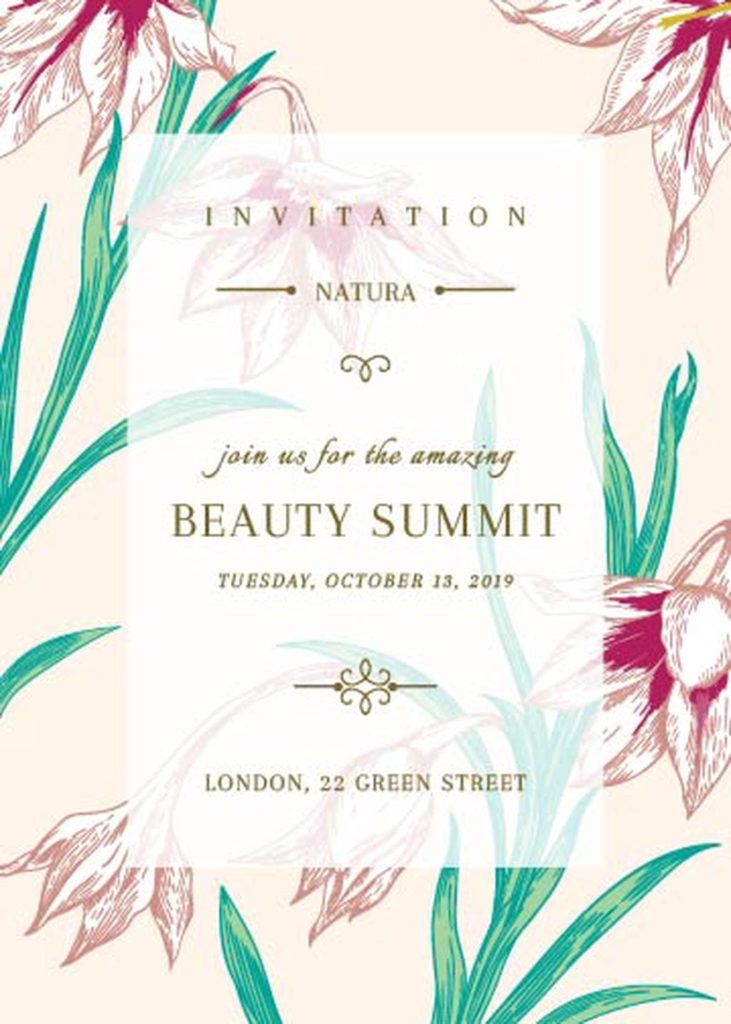 INVITATION
NATURA
join us for the amazing
BEAUTY SUMMIT
TUESDAY, OCTOBER 13, 2019
LONDON, 22 GREEN STREET